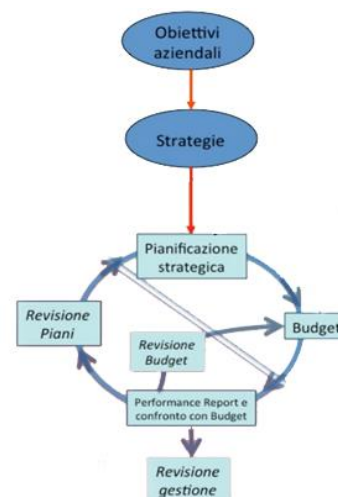 Obiettivi
aziendali
Strategie
Pianificazione
strategica
Revisione
Piani
Budget
Revisione
Budget
Performance Report e
confronto con Budget
Revisione
gestione